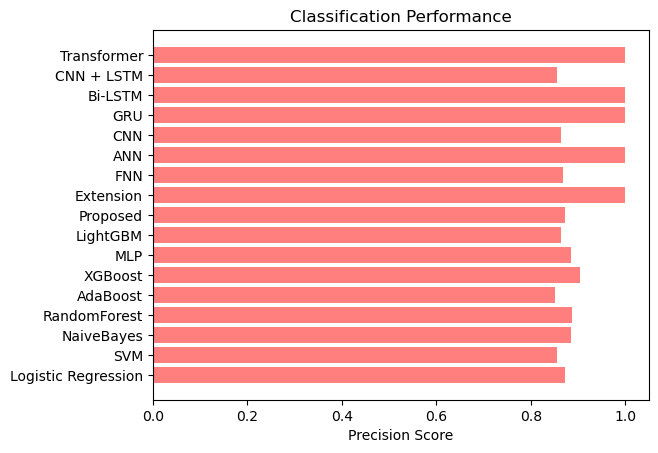 Classification Performance
Transformer
CNN + LSTM
Bi-LSTM
GRU
CNN
ANN
FNN
Extension
Proposed
LightGBM
MLP
XGBoost
AdaBoost
RandomForest
NaiveBayes
SVM
Logistic Regression
0.0 0.2 0.4 0.6 0.8 1.0
Precision Score